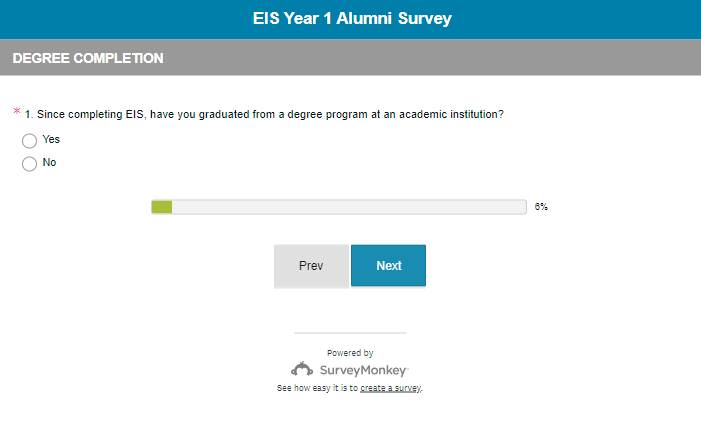 EIS Year 1 Alumni Survey
DEGREE COMPLETION
* 1. Since completing EIS, have you graduated from a degree program at an academic institution?
Yes
No
6%
Prev Next
Powered by
SurveyMonkey
See how easy it is to create a survey.